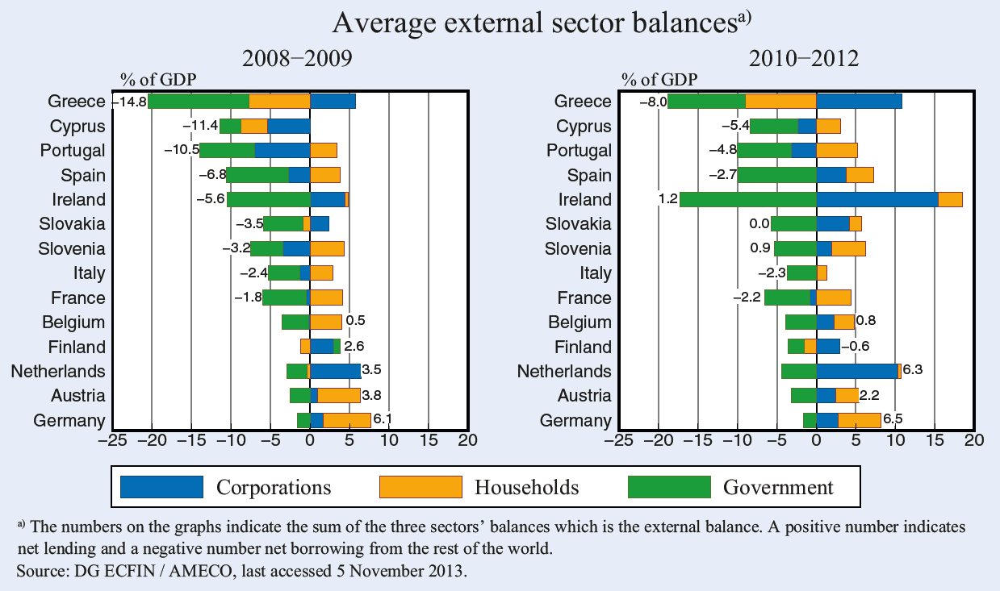 Average external sector balancesa)
2008−2009
% of GDP
Greece −14.8
Cyprus −11.4
Portugal −10.5
Spain −6.8
Ireland −5.6
Slovakia −3.5
Slovenia −3.2
Italy −2.4
France −1.8
Belgium 0.5
Finland 2.6
Netherlands 3.5
Austria 3.8
Germany 6.1
−25 −20 −15 −10 −5 0 5 10 15 20
2010−2012
% of GDP
Greece −8.0
Cyprus −5.4
Portugal −4.8
Spain −2.7
Ireland 1.2
Slovakia 0.0
Slovenia 0.9
Italy −2.3
France −2.2
Belgium 0.8
Finland −0.6
Netherlands 6.3
Austria 2.2
Germany 6.5
−25 −20 −15 −10 −5 0 5 10 15 20
Corporations Households Government
a) The numbers on the graphs indicate the sum of the three sectors’ balances which is the external balance. A positive number indicates
net lending and a negative number net borrowing from the rest of the world.
Source: DG ECFIN / AMECO, last accessed 5 November 2013.